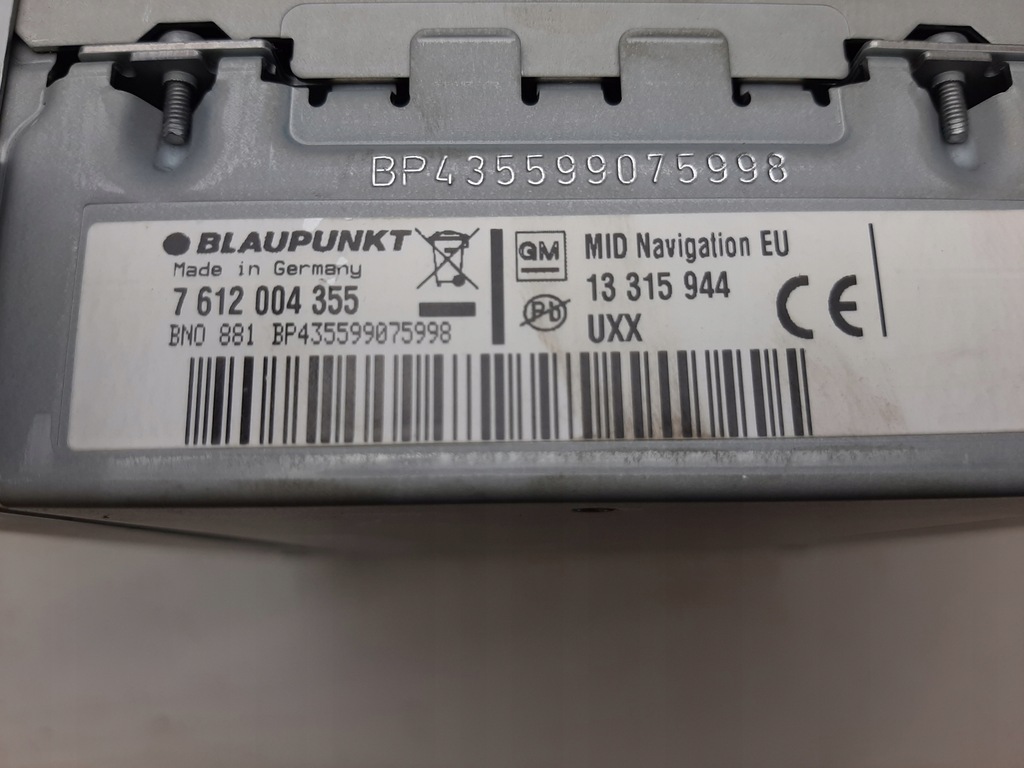 BP435599075998
BLAUPUNKT
Made in Germany
7 612 004 355
BNO 881 BP435599075998
GM
Pb
MID Navigation EU
13 315 944
UXX
CE